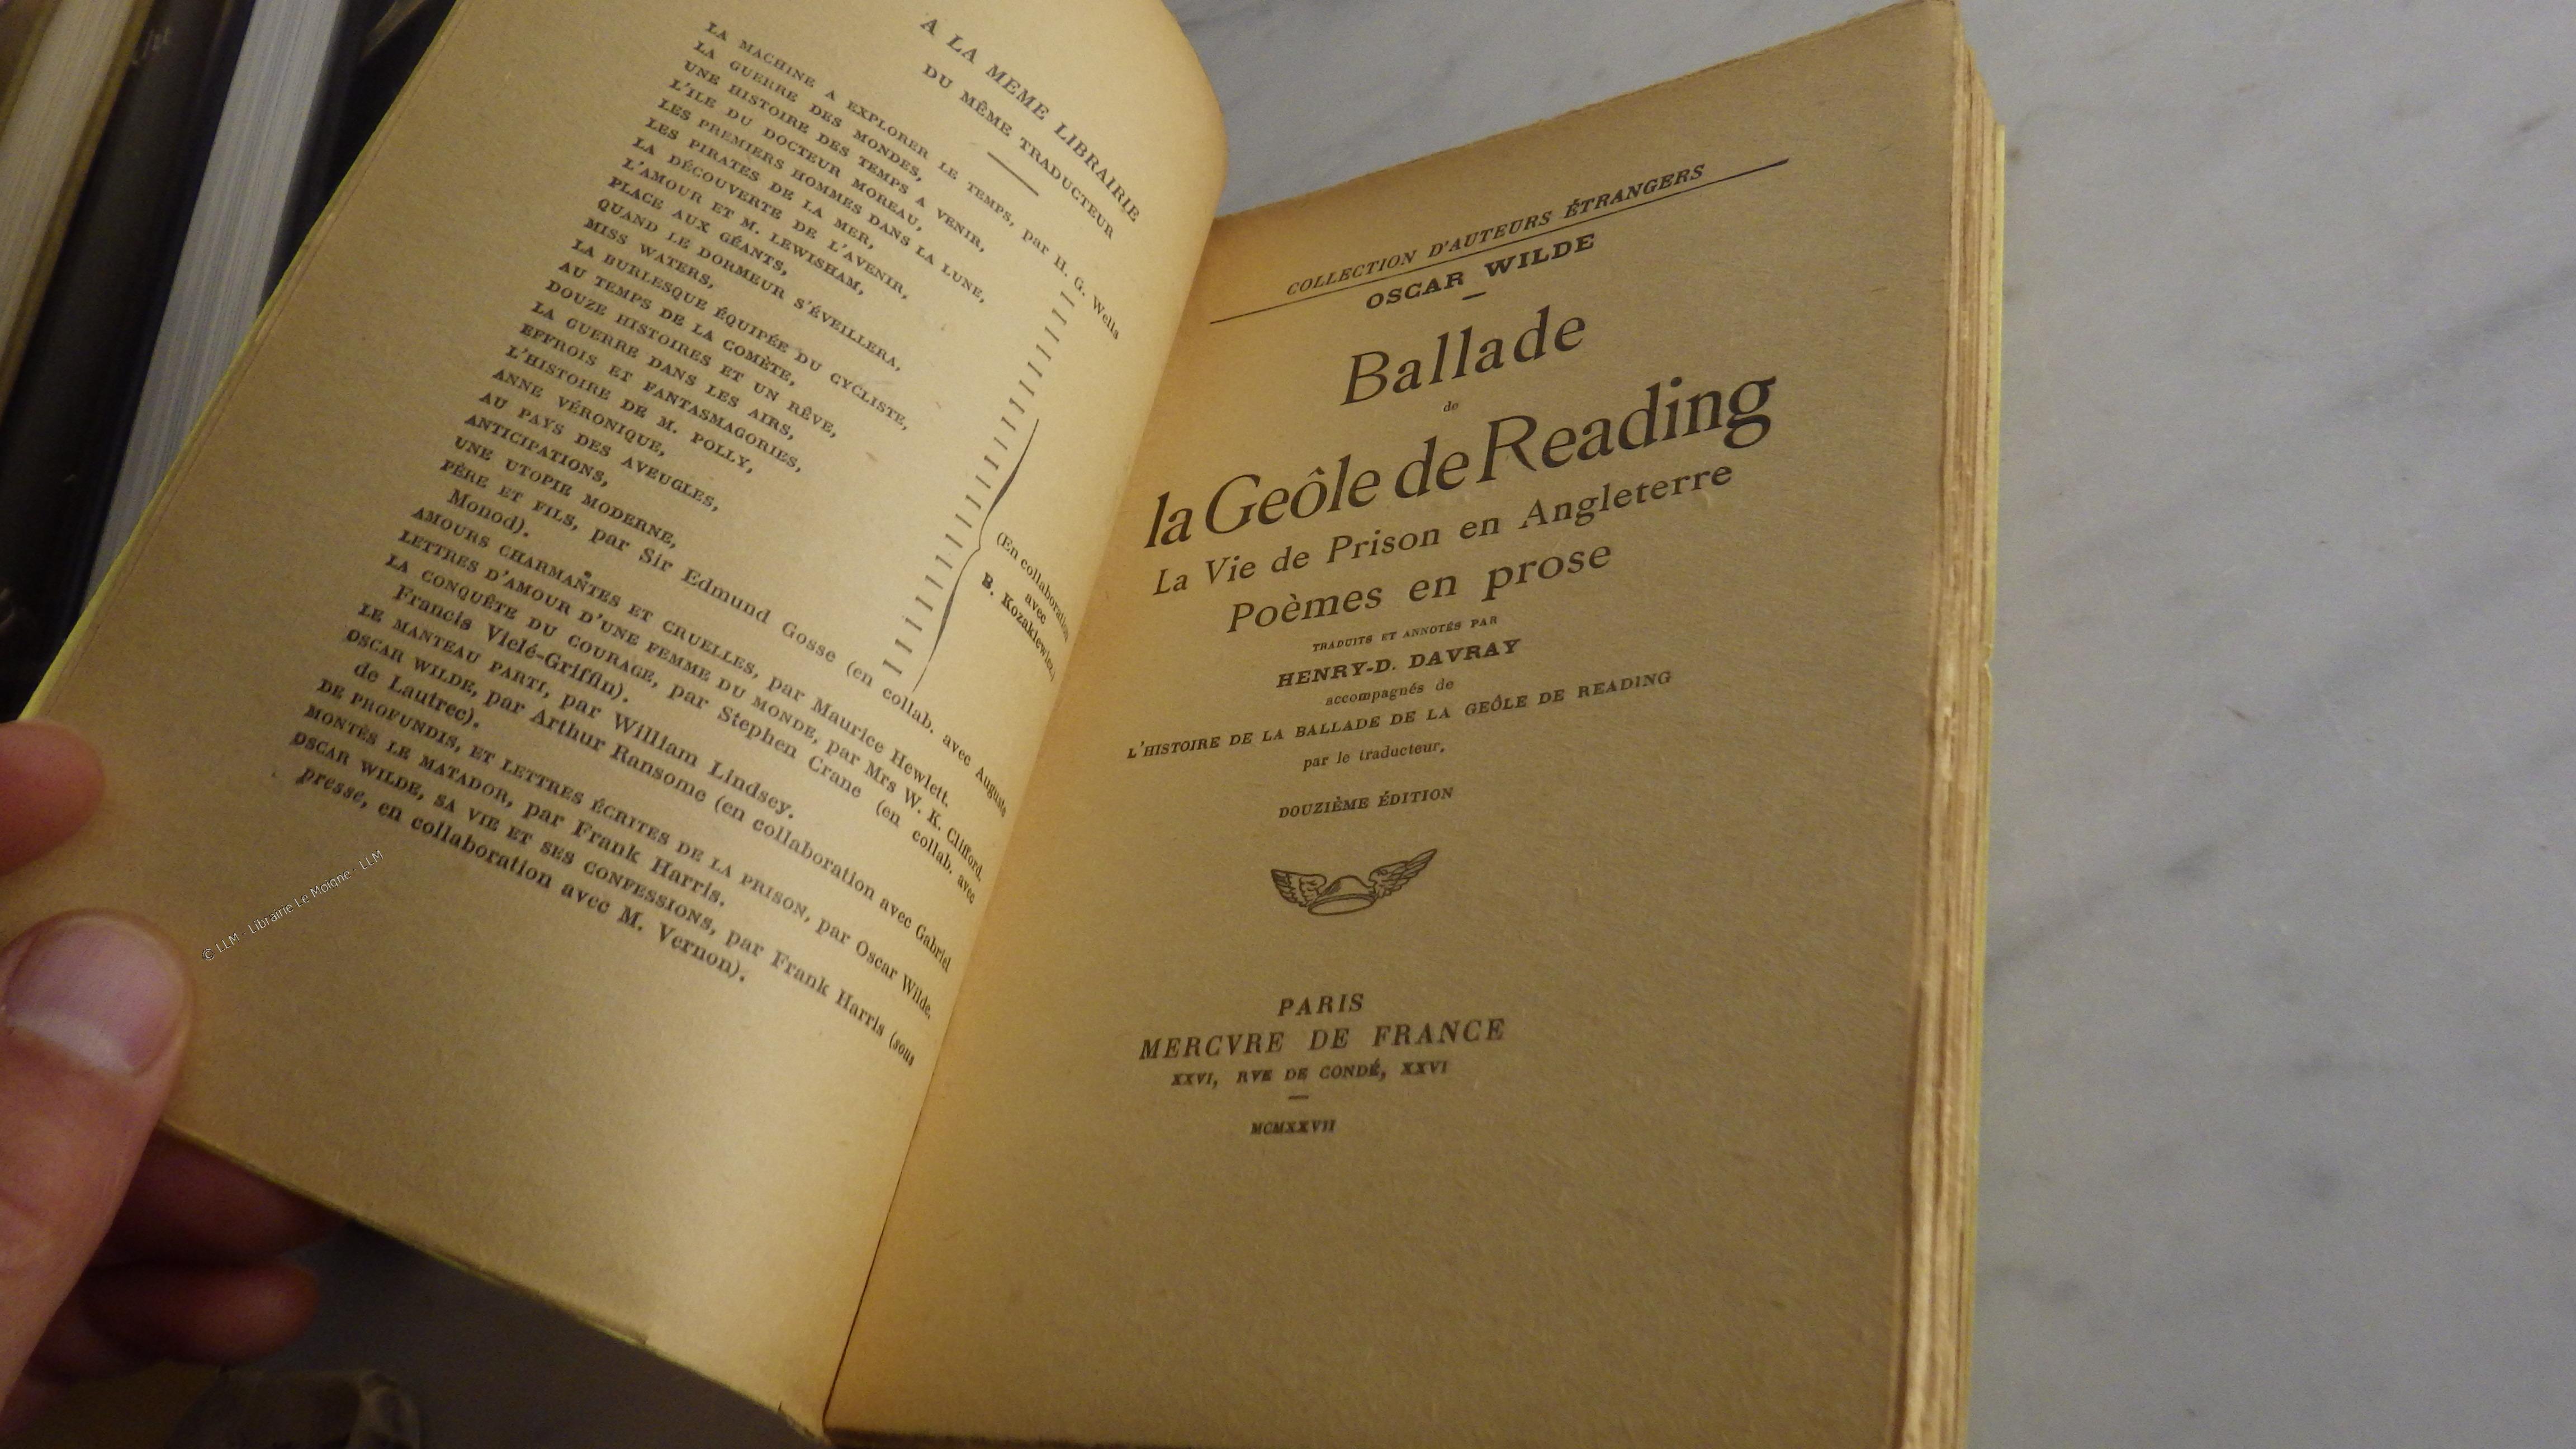 A LA MEME LIBRAIRIE
DU MÊME TRADUCTEUR
LA MACHINE A EXPLORER LE TEMPS, par H. G. Wells
LA GUERRE DES MONDES,
UNE HISTOIRE DES TEMPS A VENIR,
L'ILE DU DOCTEUR MOREAU,
LES PREMIERS HOMMES DANS LA LUNE,
LES PIRATES DE LA MER,
LA DÉCOUVERTE DE L'AVENIR,
L'AMOUR ET M. LEWISHAM,
PLACE AUX GÉANTS,
QUAND LE DORMEUR S'ÉVEILLERA,
MISS WATERS,
LA BURLESQUE ÉQUIPÉE DU CYCLISTE,
AU TEMPS DE LA COMÈTE,
DOUZE HISTOIRES ET UN RÊVE,
LA GUERRE DANS LES AIRS,
EFFROIS ET FANTASMAGORIES,
L'HISTOIRE DE M. POLLY,
ANNE VÉRONIQUE,
AU PAYS DES AVEUGLES,
ANTICIPATIONS,
UNE UTOPIE MODERNE,
(En collaboration
avec
B. Kozakiewicz.)
PÈRE ET FILS, par Sir Edmund Gosse (en collab. avec Auguste
Monod).
AMOURS CHARMANTES ET CRUELLES, par Maurice Hewlett.
LETTRES D'AMOUR D'UNE FEMME DU MONDE, par Mrs W. K. Clifford.
LA CONQUÊTE DU COURAGE, par Stephen Crane (en collab. avec
Francis Vielé-Griffin).
LE MANTEAU PARTI, par William Lindsey.
OSCAR WILDE, par Arthur Ransome (en collaboration avec Gabriel
de Lautrec).
DE PROFUNDIS, ET LETTRES ÉCRITES DE LA PRISON, par Oscar Wilde.
MONTÈS LE MATADOR, par Frank Harris.
OSCAR WILDE, SA VIE ET SES CONFESSIONS, par Frank Harris (sous
presse, en collaboration avec M. Vernon).
© LLM - Librairie Le Moigne - LLM
COLLECTION D'AUTEURS ÉTRANGERS
OSCAR WILDE
Ballade
de
la Geôle de Reading
La Vie de Prison en Angleterre
Poèmes en prose
TRADUITS ET ANNOTÉS PAR
HENRY-D. DAVRAY
accompagnés de
L'HISTOIRE DE LA BALLADE DE LA GEÔLE DE READING
par le traducteur,
DOUZIÈME ÉDITION
PARIS
MERCVRE DE FRANCE
XXVI, RVE DE CONDÉ, XXVI
MCMXXVII